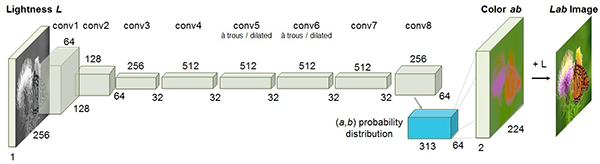 Lightness L
conv1
conv2
conv3
conv4
conv5
à trous / dilated
conv6
à trous / dilated
conv7
conv8
Color ab
Lab Image
64
128
256
512
512
512
512
256
+ L
128
64
32
32
32
32
32
64
256
1
(a,b) probability
distribution
313
64
2
224